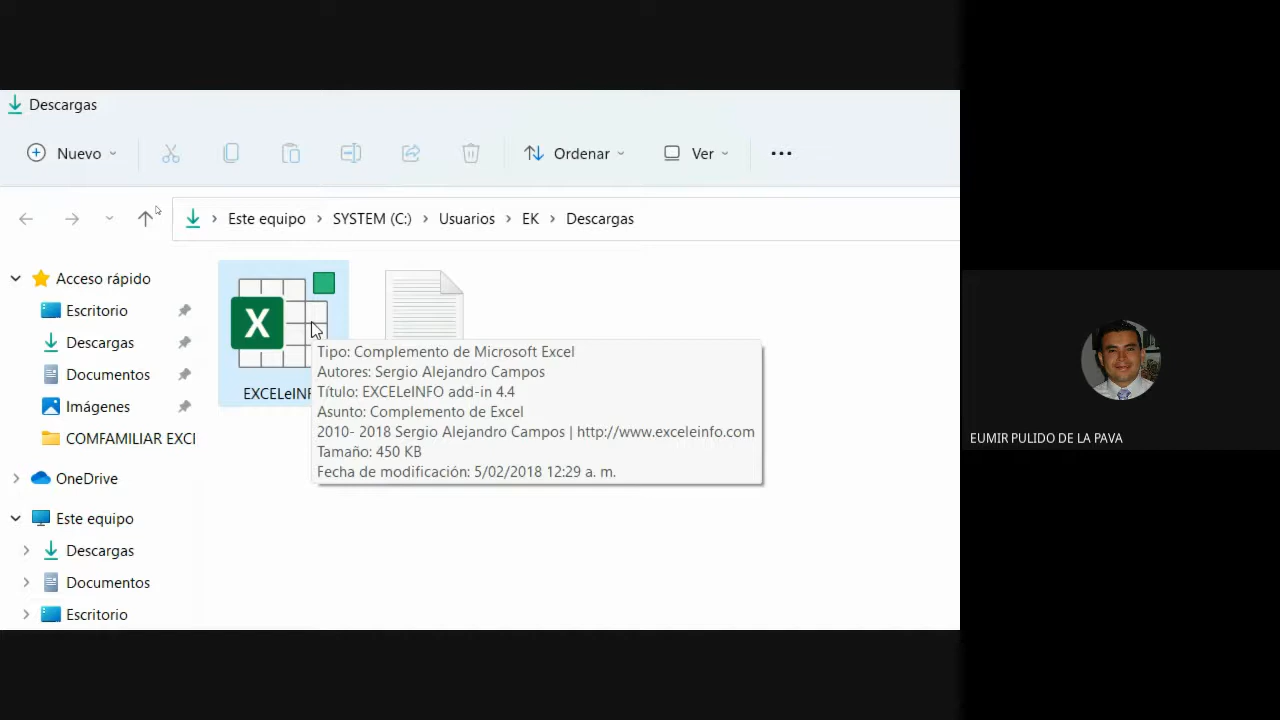 Descargas
Nuevo
Ordenar
Ver
Este equipo > SYSTEM (C:) > Usuarios > EK > Descargas
Acceso rápido
Escritorio
Descargas
Documentos
Imágenes
COMFAMILIAR EXCE
OneDrive
Este equipo
Descargas
Documentos
Escritorio
X
EXCELeINF
Tipo: Complemento de Microsoft Excel
Autores: Sergio Alejandro Campos
Título: EXCELeINFO add-in 4.4
Asunto: Complemento de Excel
2010- 2018 Sergio Alejandro Campos | http://www.exceleinfo.com
Tamaño: 450 KB
Fecha de modificación: 5/02/2018 12:29 a. m.
EUMIR PULIDO DE LA PAVA